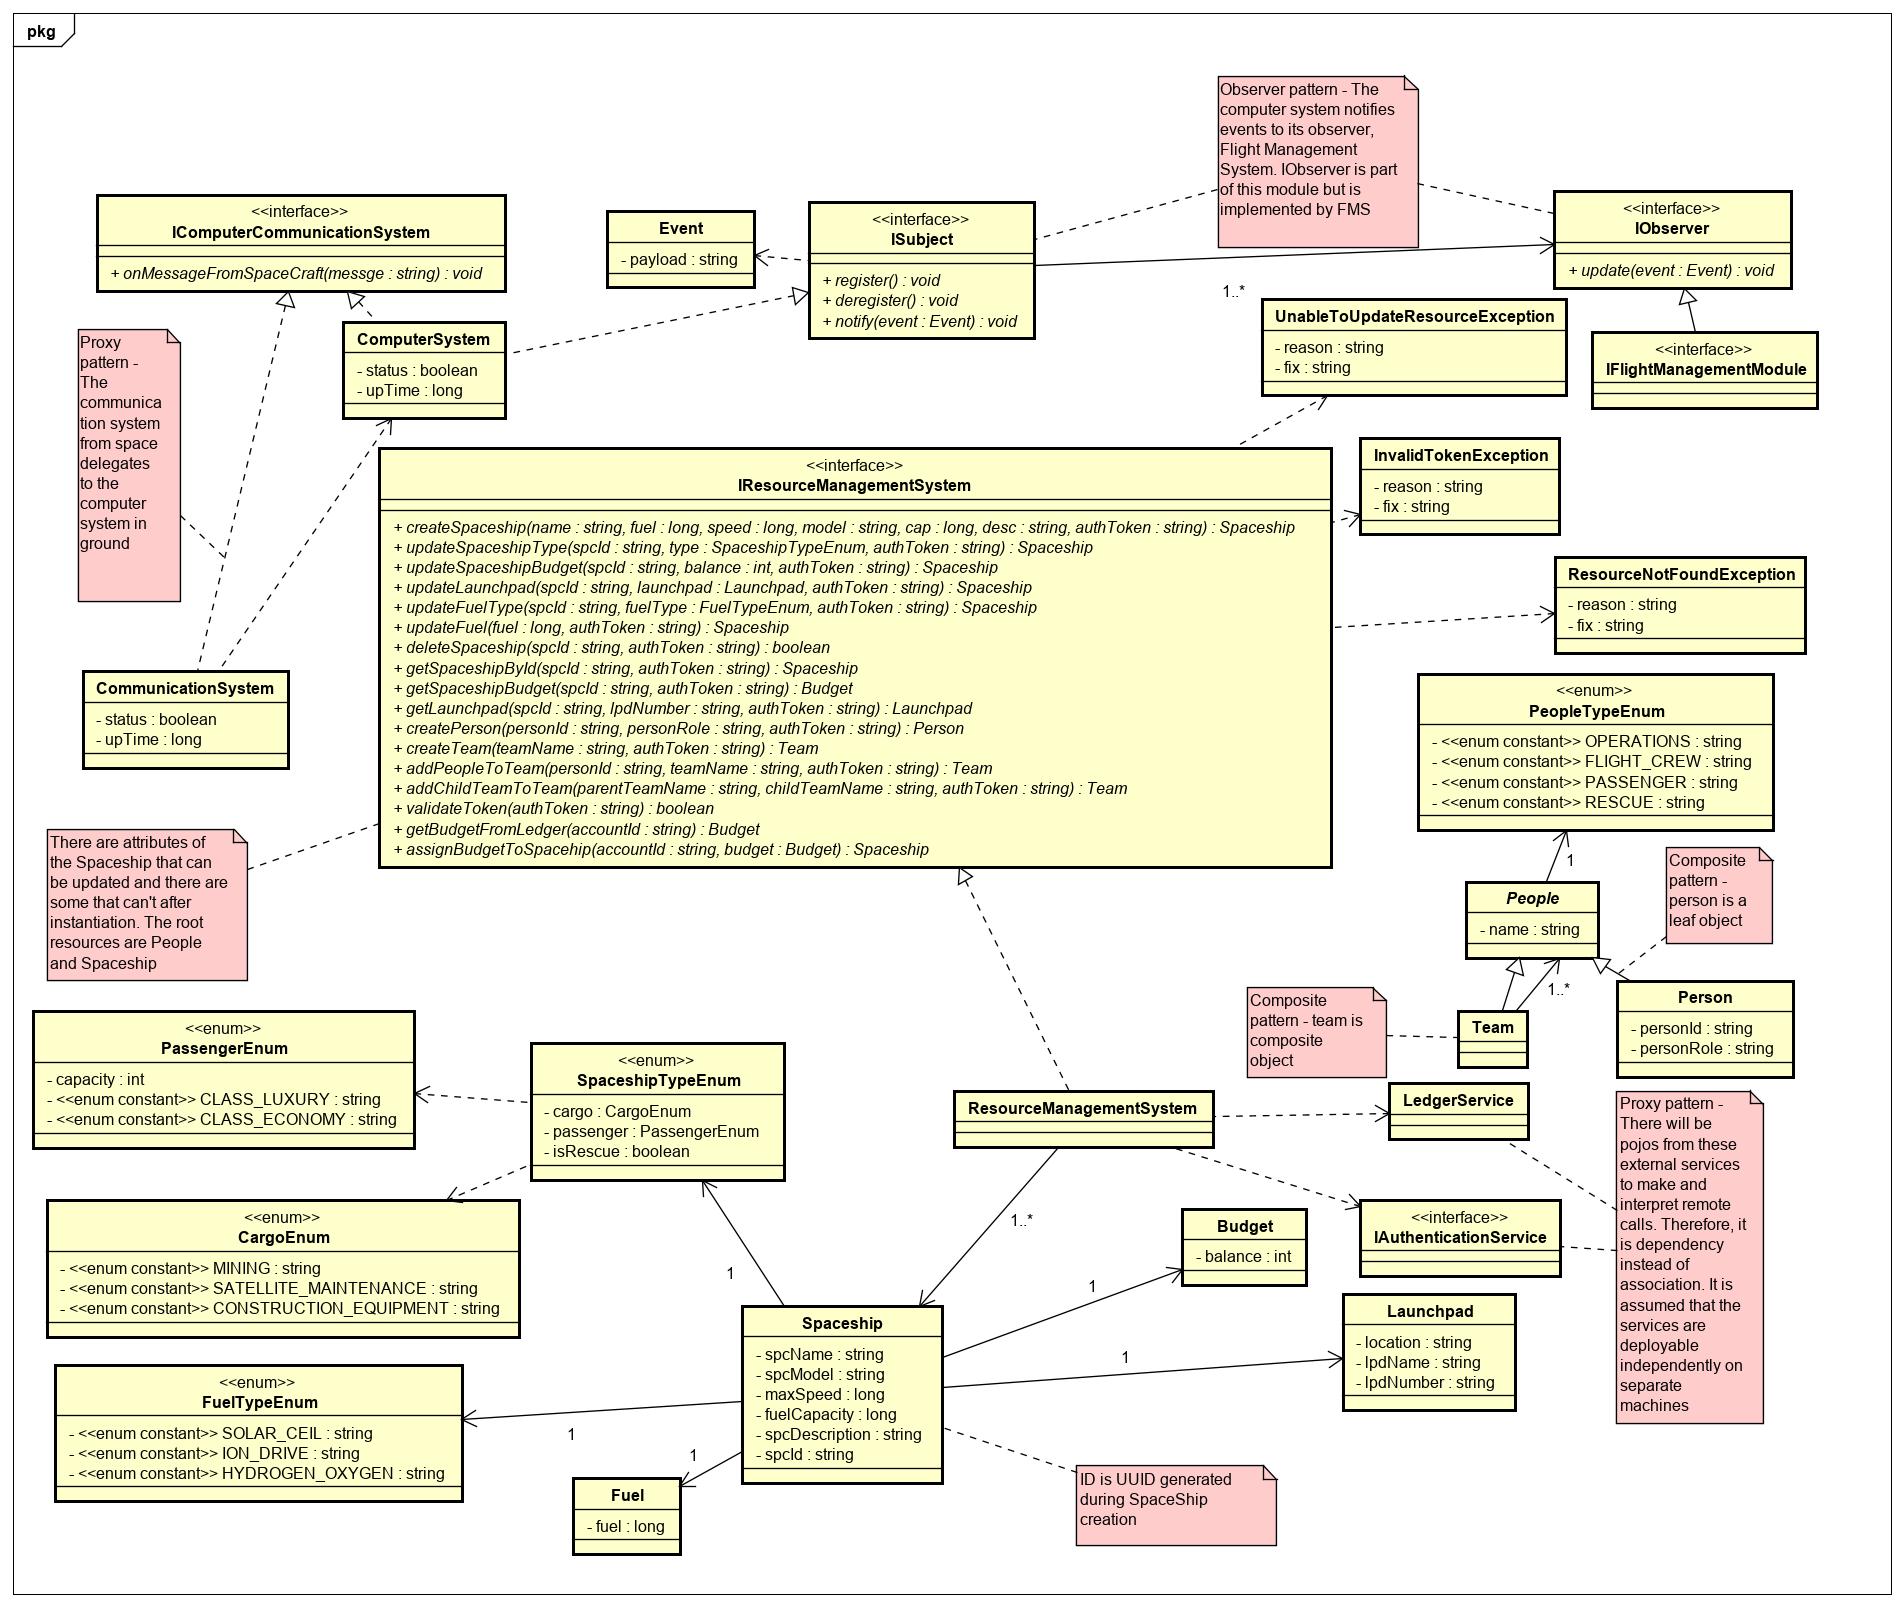 pkg
Observer pattern - The
computer system notifies
events to its observer,
Flight Management
System. IObserver is part
of this module but is
implemented by FMS
<<interface>>
IComputerCommunicationSystem
+ onMessageFromSpaceCraft(messge : string) : void
Event
- payload : string
<<interface>>
ISubject
+ register() : void
+ deregister() : void
+ notify(event : Event) : void
<<interface>>
IObserver
+ update(event : Event) : void
1..*
UnableToUpdateResourceException
- reason : string
- fix : string
<<interface>>
IFlightManagementModule
ComputerSystem
- status : boolean
- upTime : long
Proxy
pattern -
The
communica
tion system
from space
delegates
to the
computer
system in
ground
<<interface>>
IResourceManagementSystem
+ createSpaceship(name : string, fuel : long, speed : long, model : string, cap : long, desc : string, authToken : string) : Spaceship
+ updateSpaceshipType(spcId : string, type : SpaceshipTypeEnum, authToken : string) : Spaceship
+ updateSpaceshipBudget(spcId : string, balance : int, authToken : string) : Spaceship
+ updateLaunchpad(spcId : string, launchpad : Launchpad, authToken : string) : Spaceship
+ updateFuelType(spcId : string, fuelType : FuelTypeEnum, authToken : string) : Spaceship
+ updateFuel(fuel : long, authToken : string) : Spaceship
+ deleteSpaceship(spcId : string, authToken : string) : boolean
+ getSpaceshipById(spcId : string, authToken : string) : Spaceship
+ getSpaceshipBudget(spcId : string, authToken : string) : Budget
+ getLaunchpad(spcId : string, lpdNumber : string, authToken : string) : Launchpad
+ createPerson(personId : string, personRole : string, authToken : string) : Person
+ createTeam(teamName : string, authToken : string) : Team
+ addPeopleToTeam(personId : string, teamName : string, authToken : string) : Team
+ addChildTeamToTeam(parentTeamName : string, childTeamName : string, authToken : string) : Team
+ validateToken(authToken : string) : boolean
+ getBudgetFromLedger(accountId : string) : Budget
+ assignBudgetToSpacehip(accountId : string, budget : Budget) : Spaceship
InvalidTokenException
- reason : string
- fix : string
ResourceNotFoundException
- reason : string
- fix : string
CommunicationSystem
- status : boolean
- upTime : long
<<enum>>
PeopleTypeEnum
- <<enum constant>> OPERATIONS : string
- <<enum constant>> FLIGHT_CREW : string
- <<enum constant>> PASSENGER : string
- <<enum constant>> RESCUE : string
There are attributes of
the Spaceship that can
be updated and there are
some that can't after
instantiation. The root
resources are People
and Spaceship
1
People
- name : string
Composite
pattern -
person is a
leaf object
1..*
Composite
pattern - team is
composite
object
Team
Person
- personId : string
- personRole : string
<<enum>>
PassengerEnum
- capacity : int
- <<enum constant>> CLASS_LUXURY : string
- <<enum constant>> CLASS_ECONOMY : string
<<enum>>
SpaceshipTypeEnum
- cargo : CargoEnum
- passenger : PassengerEnum
- isRescue : boolean
ResourceManagementSystem
LedgerService
Proxy pattern -
There will be
pojos from these
external services
to make and
interpret remote
calls. Therefore, it
is dependency
instead of
association. It is
assumed that the
services are
deployable
independently on
separate
machines
<<enum>>
CargoEnum
- <<enum constant>> MINING : string
- <<enum constant>> SATELLITE_MAINTENANCE : string
- <<enum constant>> CONSTRUCTION_EQUIPMENT : string
1..*
Budget
- balance : int
<<interface>>
IAuthenticationService
1
1
Spaceship
- spcName : string
- spcModel : string
- maxSpeed : long
- fuelCapacity : long
- spcDescription : string
- spcId : string
Launchpad
- location : string
- lpdName : string
- lpdNumber : string
1
<<enum>>
FuelTypeEnum
- <<enum constant>> SOLAR_CEIL : string
- <<enum constant>> ION_DRIVE : string
- <<enum constant>> HYDROGEN_OXYGEN : string
1
1
Fuel
- fuel : long
ID is UUID generated
during SpaceShip
creation